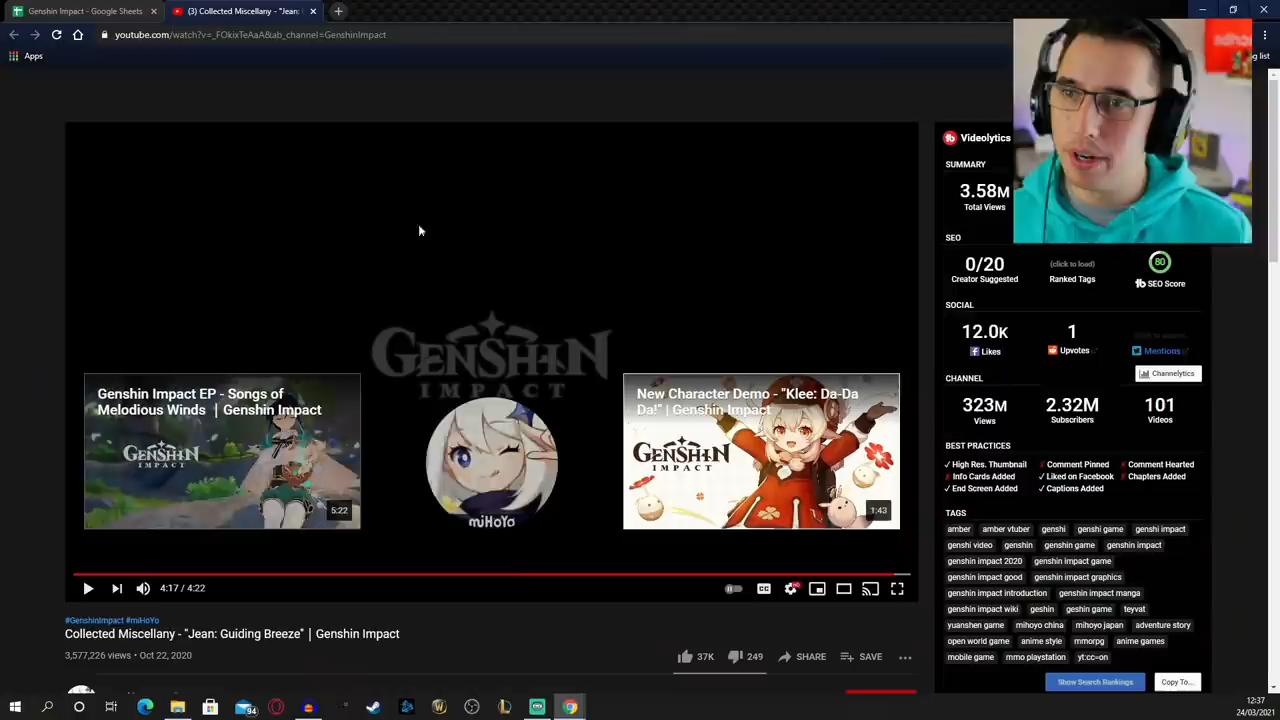 Genshin Impact - Google Sheets
(3) Collected Miscellany - "Jean:
youtube.com/watch?v=_FOkixTeAaA&ab_channel=GenshinImpact
Apps
g list
Videolytics
SUMMARY
3.58M
Total Views
SEO
0/20
Creator Suggested
(click to load)
Ranked Tags
80
SEO Score
SOCIAL
12.0K
Likes
1
Upvotes
Mentions
Channelytics
CHANNEL
323M
Views
2.32M
Subscribers
101
Videos
BEST PRACTICES
High Res. Thumbnail
Comment Pinned
Comment Hearted
Info Cards Added
Liked on Facebook
Chapters Added
End Screen Added
Captions Added
TAGS
amber amber vtuber genshi genshi game genshi impact
genshi video genshin genshin game genshin impact
genshin impact 2020 genshin impact game
genshin impact good genshin impact graphics
genshin impact introduction genshin impact manga
genshin impact wiki geshin geshin game teyvat
yuanshen game mihoyo china mihoyo japan adventure story
open world game anime style mmorpg anime games
mobile game mmo playstation yt:cc=on
Show Search Rankings
Copy To...
GENSHIN
IMPACT
Genshin Impact EP - Songs of
Melodious Winds | Genshin Impact
GENSHIN
IMPACT
5:22
miHoYo
New Character Demo - "Klee: Da-Da
Da!" | Genshin Impact
GENSHIN
IMPACT
1:43
4:17 / 4:22
CC
HD
#GenshinImpact #miHoYo
Collected Miscellany - "Jean: Guiding Breeze" | Genshin Impact
3,577,226 views • Oct 22, 2020
37K
249
SHARE
SAVE
94
12:37
24/03/2021